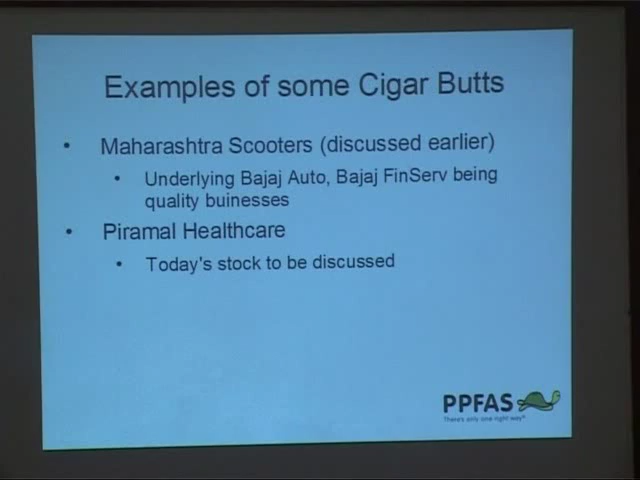 Examples of some Cigar Butts
• Maharashtra Scooters (discussed earlier)
• Underlying Bajaj Auto, Bajaj FinServ being
quality buinesses
• Piramal Healthcare
• Today's stock to be discussed
PPFAS
There's only one right way®